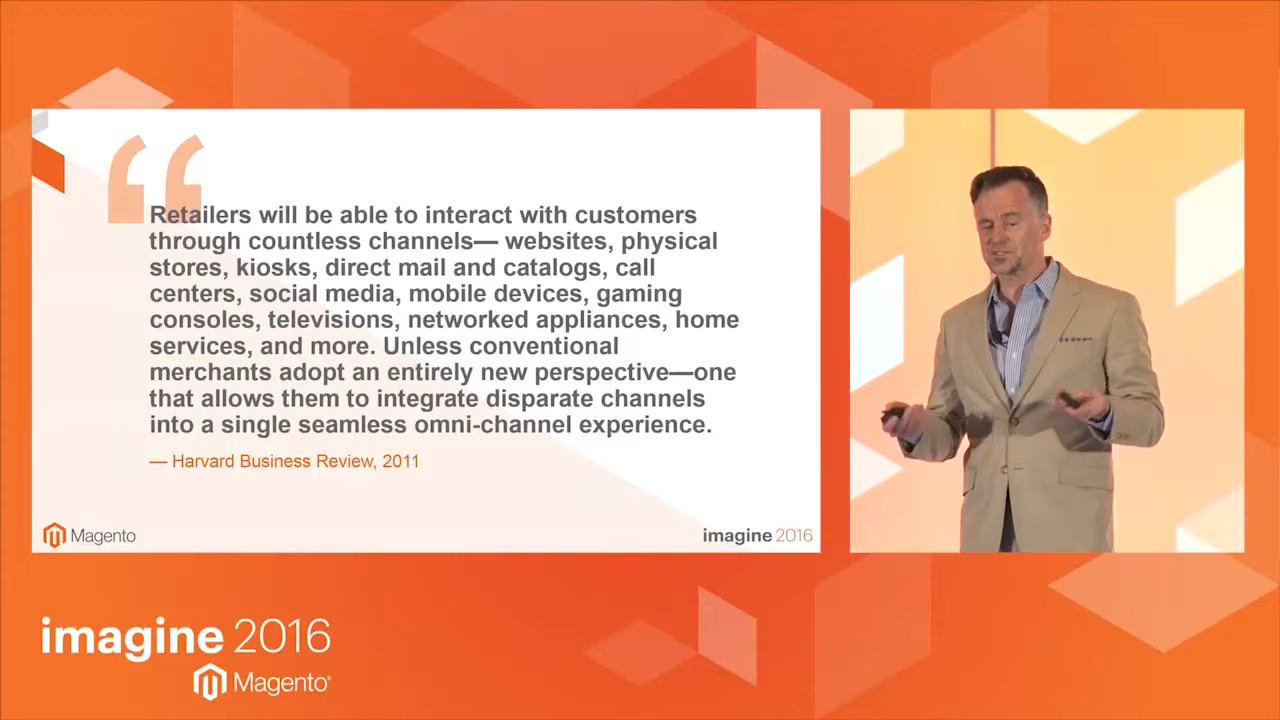 Retailers will be able to interact with customers
through countless channels— websites, physical
stores, kiosks, direct mail and catalogs, call
centers, social media, mobile devices, gaming
consoles, televisions, networked appliances, home
services, and more. Unless conventional
merchants adopt an entirely new perspective—one
that allows them to integrate disparate channels
into a single seamless omni-channel experience.
— Harvard Business Review, 2011
Magento
imagine 2016
imagine 2016
Magento®